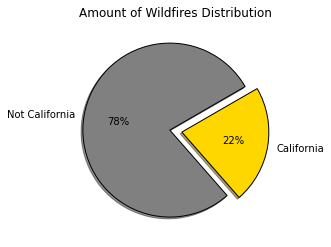 Amount of Wildfires Distribution
Not California
78%
22%
California